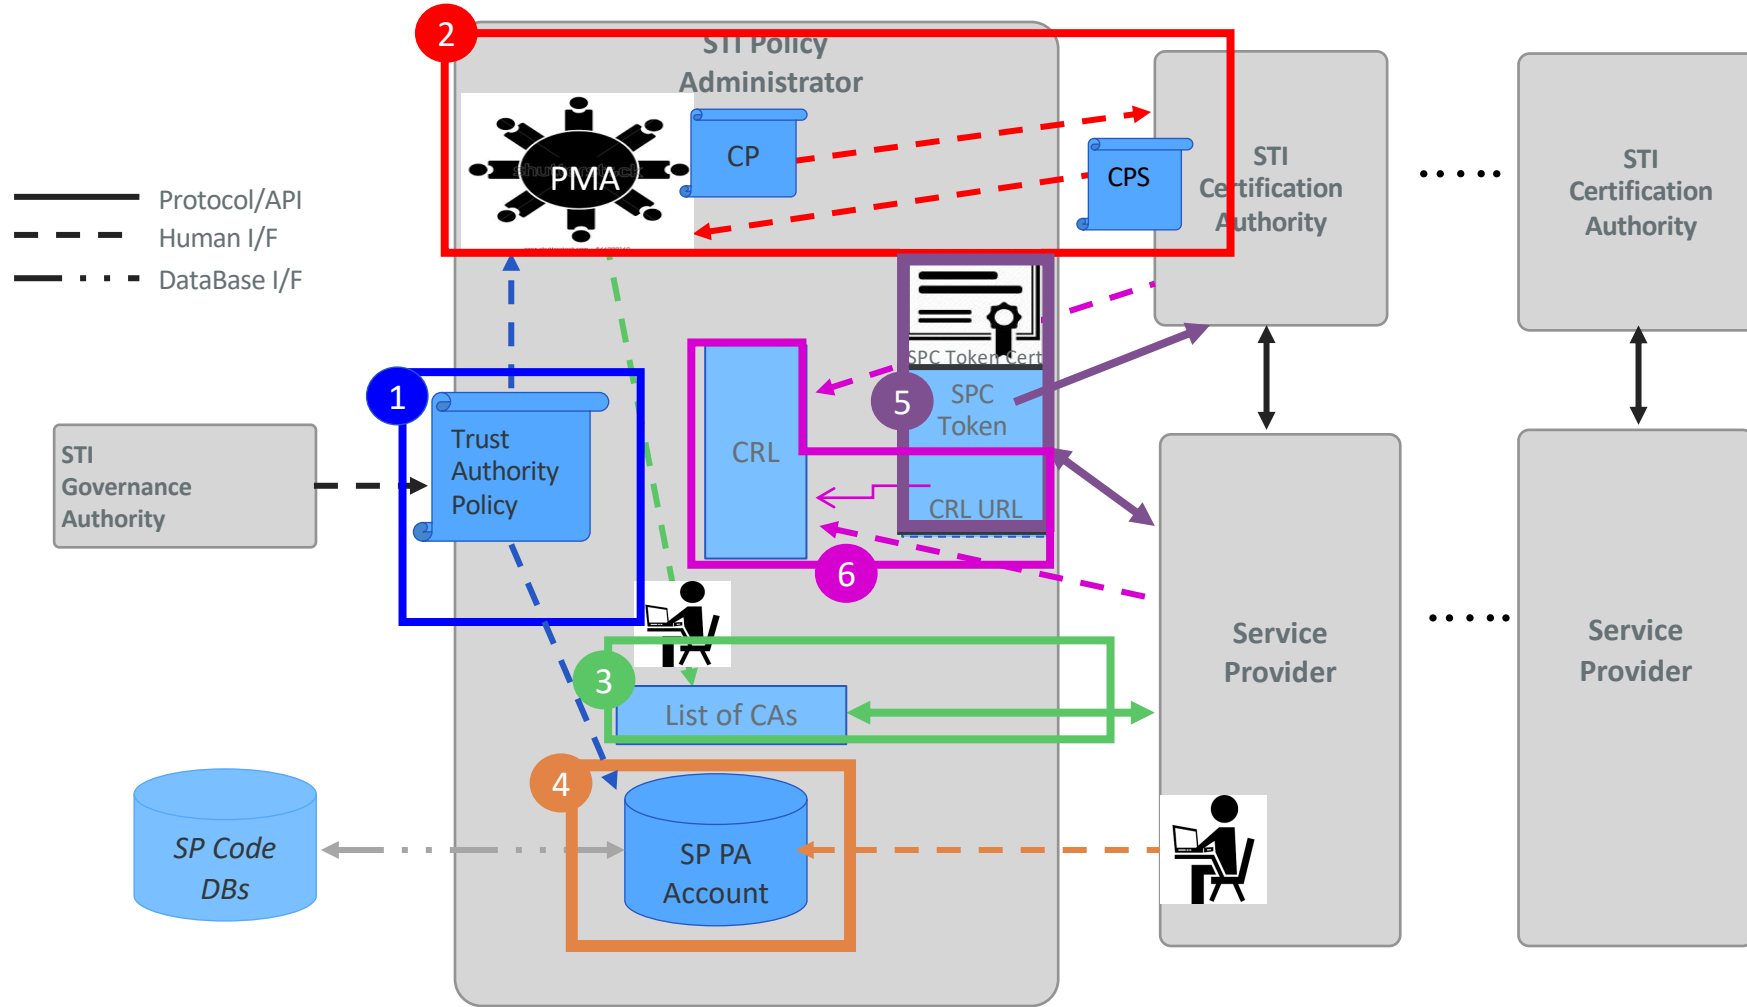 2
STI Policy
Administrator
PMA
CP
CPS
STI
Certification
Authority
STI
Certification
Authority
Protocol/API
Human I/F
DataBase I/F
SPC Token Cert
1
Trust
Authority
Policy
STI
Governance
Authority
5
SPC
Token
CRL
CRL URL
6
Service
Provider
Service
Provider
3
List of CAs
4
SP PA
Account
SP Code
DBs